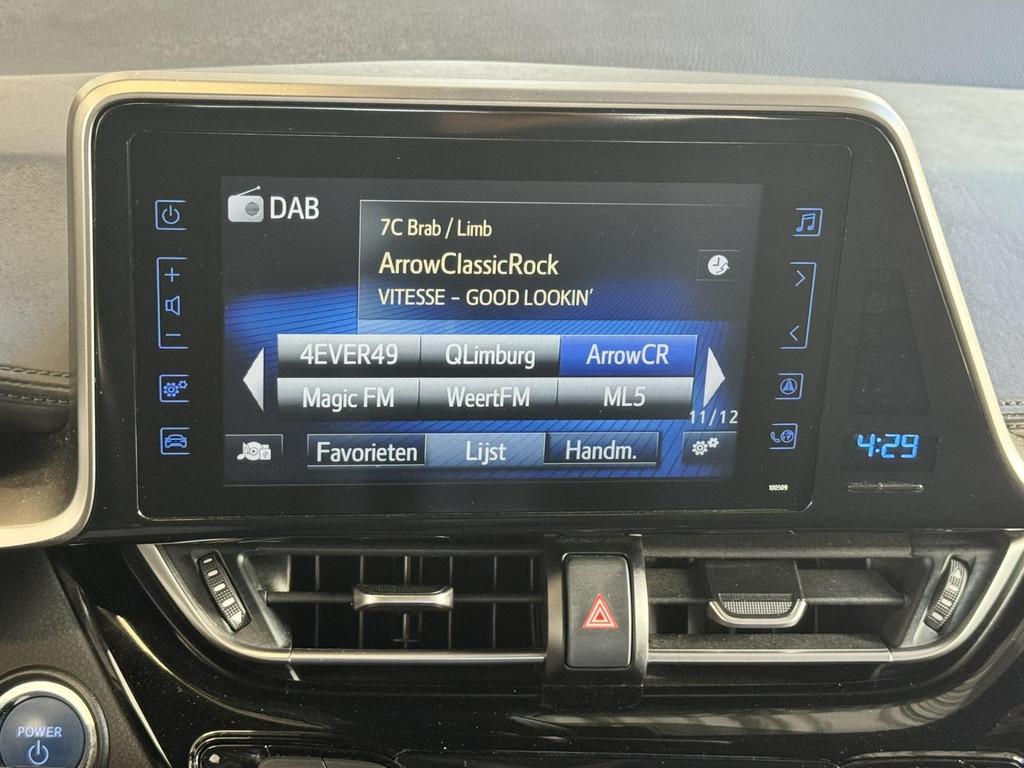 DAB
7C Brab / Limb
ArrowClassicRock
VITESSE - GOOD LOOKIN'
4EVER49 QLimburg ArrowCR
Magic FM WeertFM ML5
11/12
Favorieten Lijst Handm.
4:29
100509
POWER